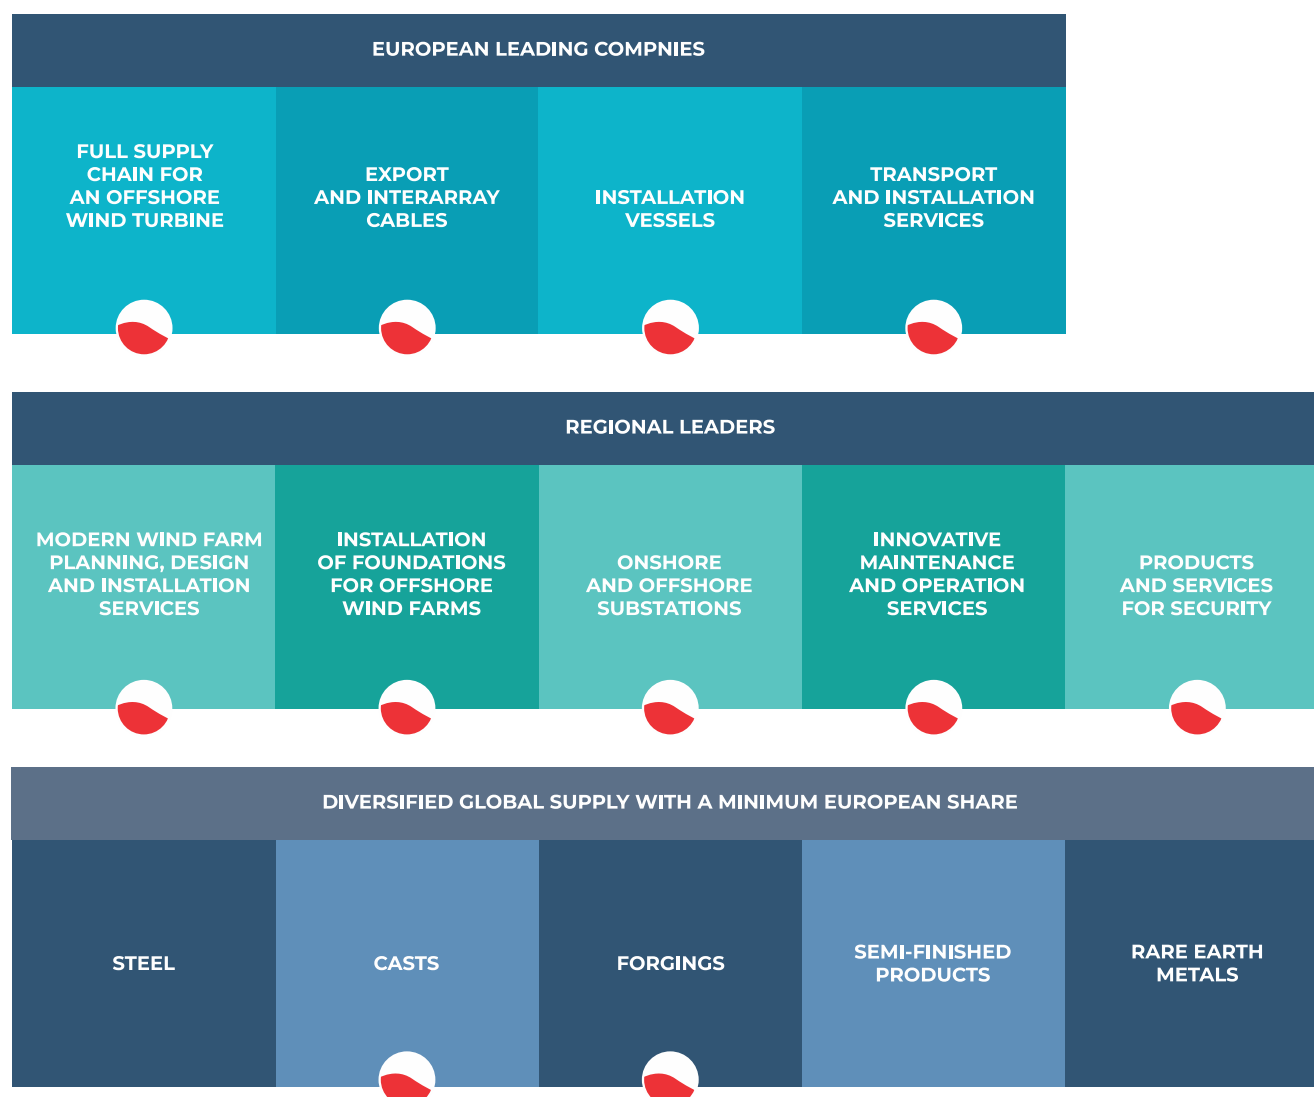 EUROPEAN LEADING COMPNIES
FULL SUPPLY
CHAIN FOR
AN OFFSHORE
WIND TURBINE
EXPORT
AND INTERARRAY
CABLES
INSTALLATION
VESSELS
TRANSPORT
AND INSTALLATION
SERVICES
REGIONAL LEADERS
MODERN WIND FARM
PLANNING, DESIGN
AND INSTALLATION
SERVICES
INSTALLATION
OF FOUNDATIONS
FOR OFFSHORE
WIND FARMS
ONSHORE
AND OFFSHORE
SUBSTATIONS
INNOVATIVE
MAINTENANCE
AND OPERATION
SERVICES
PRODUCTS
AND SERVICES
FOR SECURITY
DIVERSIFIED GLOBAL SUPPLY WITH A MINIMUM EUROPEAN SHARE
STEEL
CASTS
FORGINGS
SEMI-FINISHED
PRODUCTS
RARE EARTH
METALS